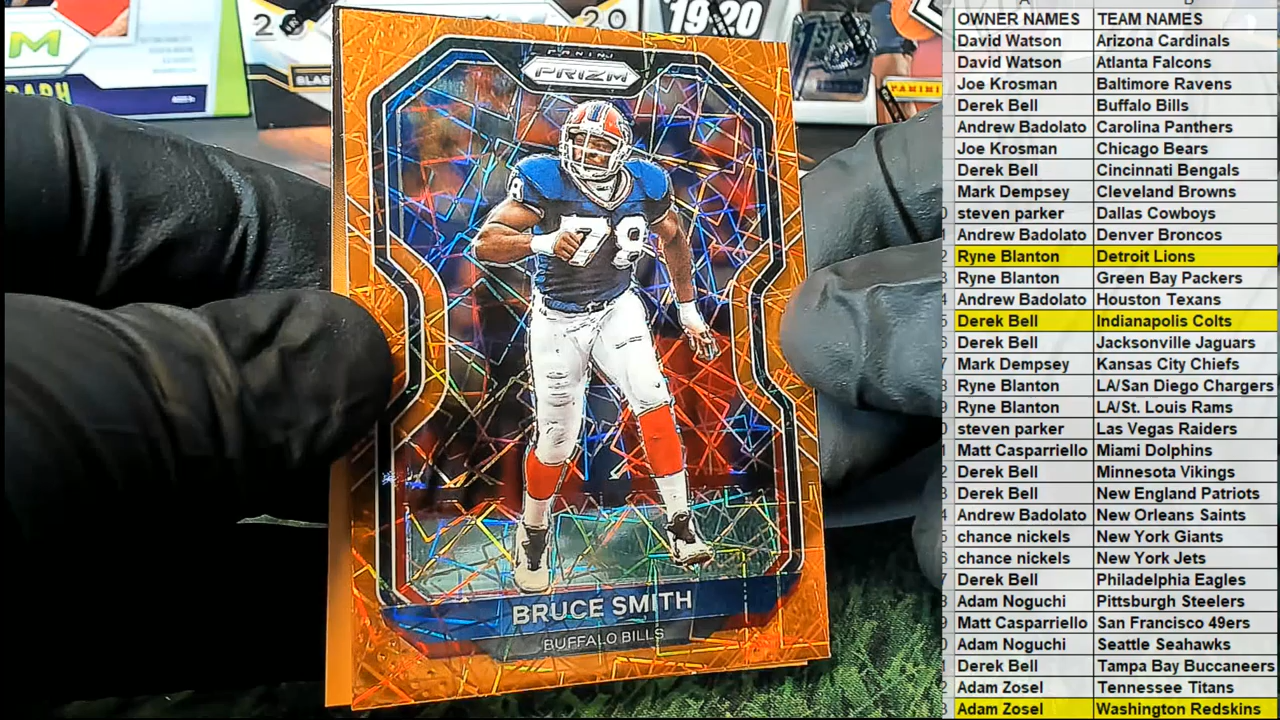 M
20
20
19-20
1ST
PANINI
PANINI
PRIZM
78
BRUCE SMITH
BUFFALO BILLS
OWNER NAMES TEAM NAMES
David Watson Arizona Cardinals
David Watson Atlanta Falcons
Joe Krosman Baltimore Ravens
Derek Bell Buffalo Bills
Andrew Badolato Carolina Panthers
Joe Krosman Chicago Bears
Derek Bell Cincinnati Bengals
Mark Dempsey Cleveland Browns
steven parker Dallas Cowboys
Andrew Badolato Denver Broncos
Ryne Blanton Detroit Lions
Ryne Blanton Green Bay Packers
Andrew Badolato Houston Texans
Derek Bell Indianapolis Colts
Derek Bell Jacksonville Jaguars
Mark Dempsey Kansas City Chiefs
Ryne Blanton LA/San Diego Chargers
Ryne Blanton LA/St. Louis Rams
steven parker Las Vegas Raiders
Matt Casparriello Miami Dolphins
Derek Bell Minnesota Vikings
Derek Bell New England Patriots
Andrew Badolato New Orleans Saints
chance nickels New York Giants
chance nickels New York Jets
Derek Bell Philadelphia Eagles
Adam Noguchi Pittsburgh Steelers
Matt Casparriello San Francisco 49ers
Adam Noguchi Seattle Seahawks
Derek Bell Tampa Bay Buccaneers
Adam Zosel Tennessee Titans
Adam Zosel Washington Redskins